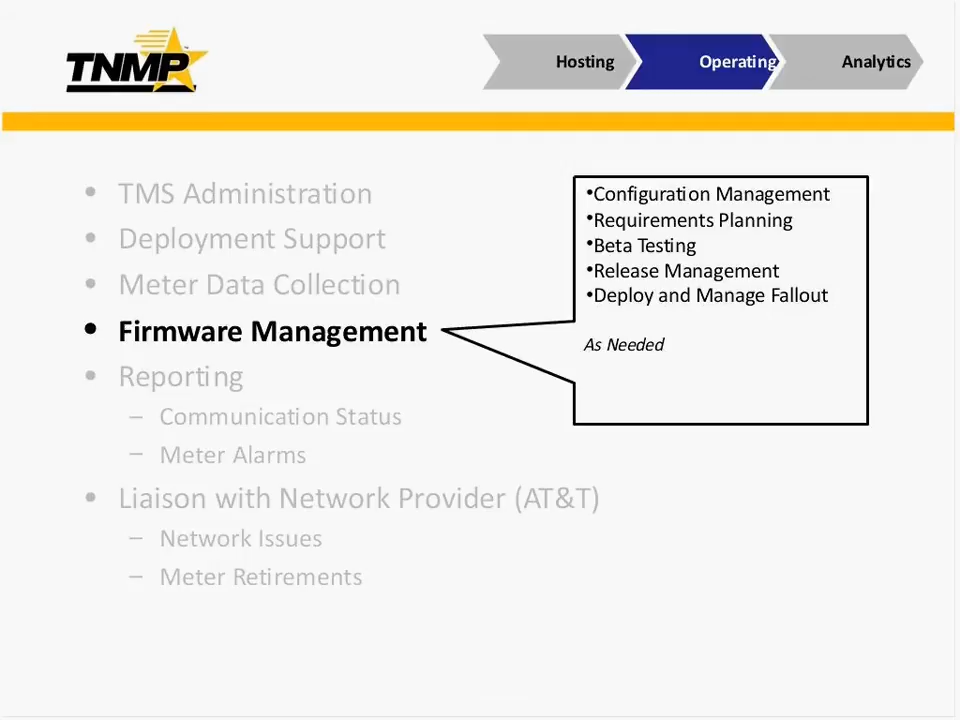 TNMP
Hosting
Operating
Analytics
• TMS Administration
• Deployment Support
• Meter Data Collection
• Firmware Management
• Reporting
– Communication Status
– Meter Alarms
• Liaison with Network Provider (AT&T)
– Network Issues
– Meter Retirements
•Configuration Management
•Requirements Planning
•Beta Testing
•Release Management
•Deploy and Manage Fallout
As Needed